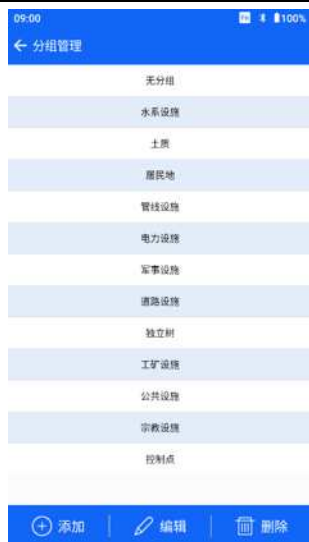 09:00
100%
分组管理
无分组
水系设施
土质
居民地
管线设施
电力设施
军事设施
道路设施
独立树
工矿设施
公共设施
宗教设施
控制点
添加
编辑
删除